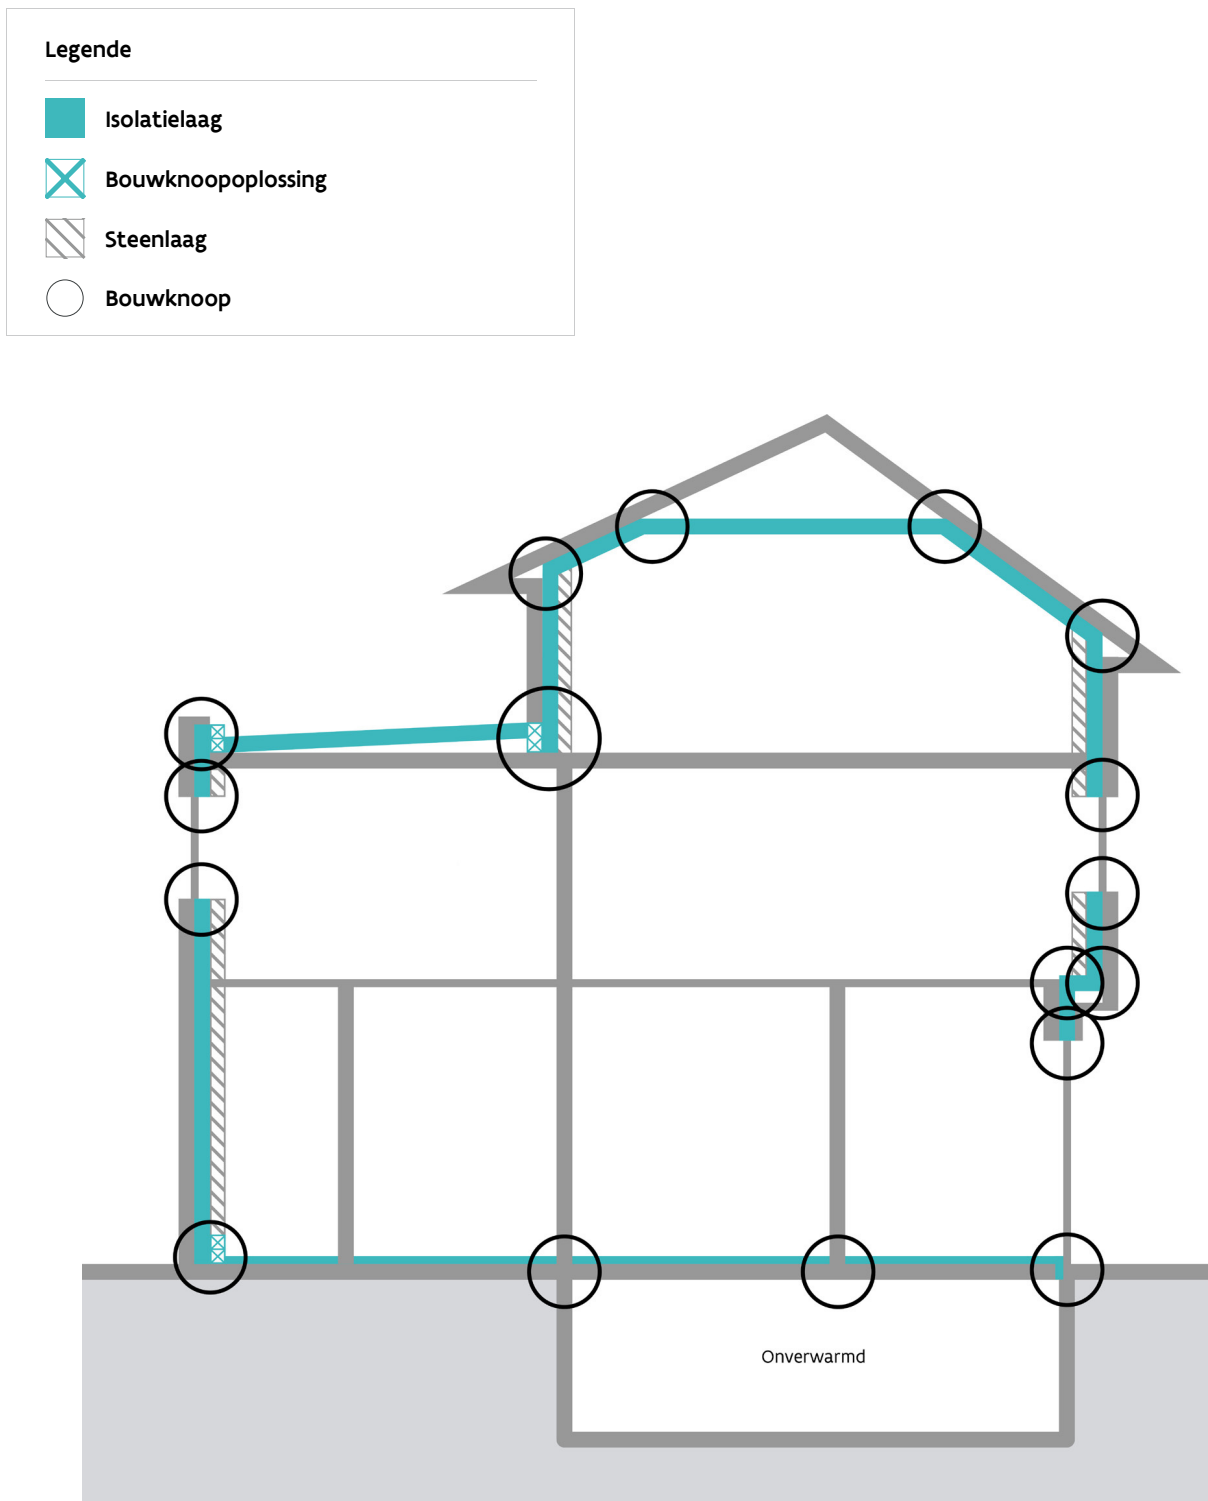 Legende
Isolatielaag
Bouwknoopoplossing
Steenlaag
Bouwknoop
Onverwarmd